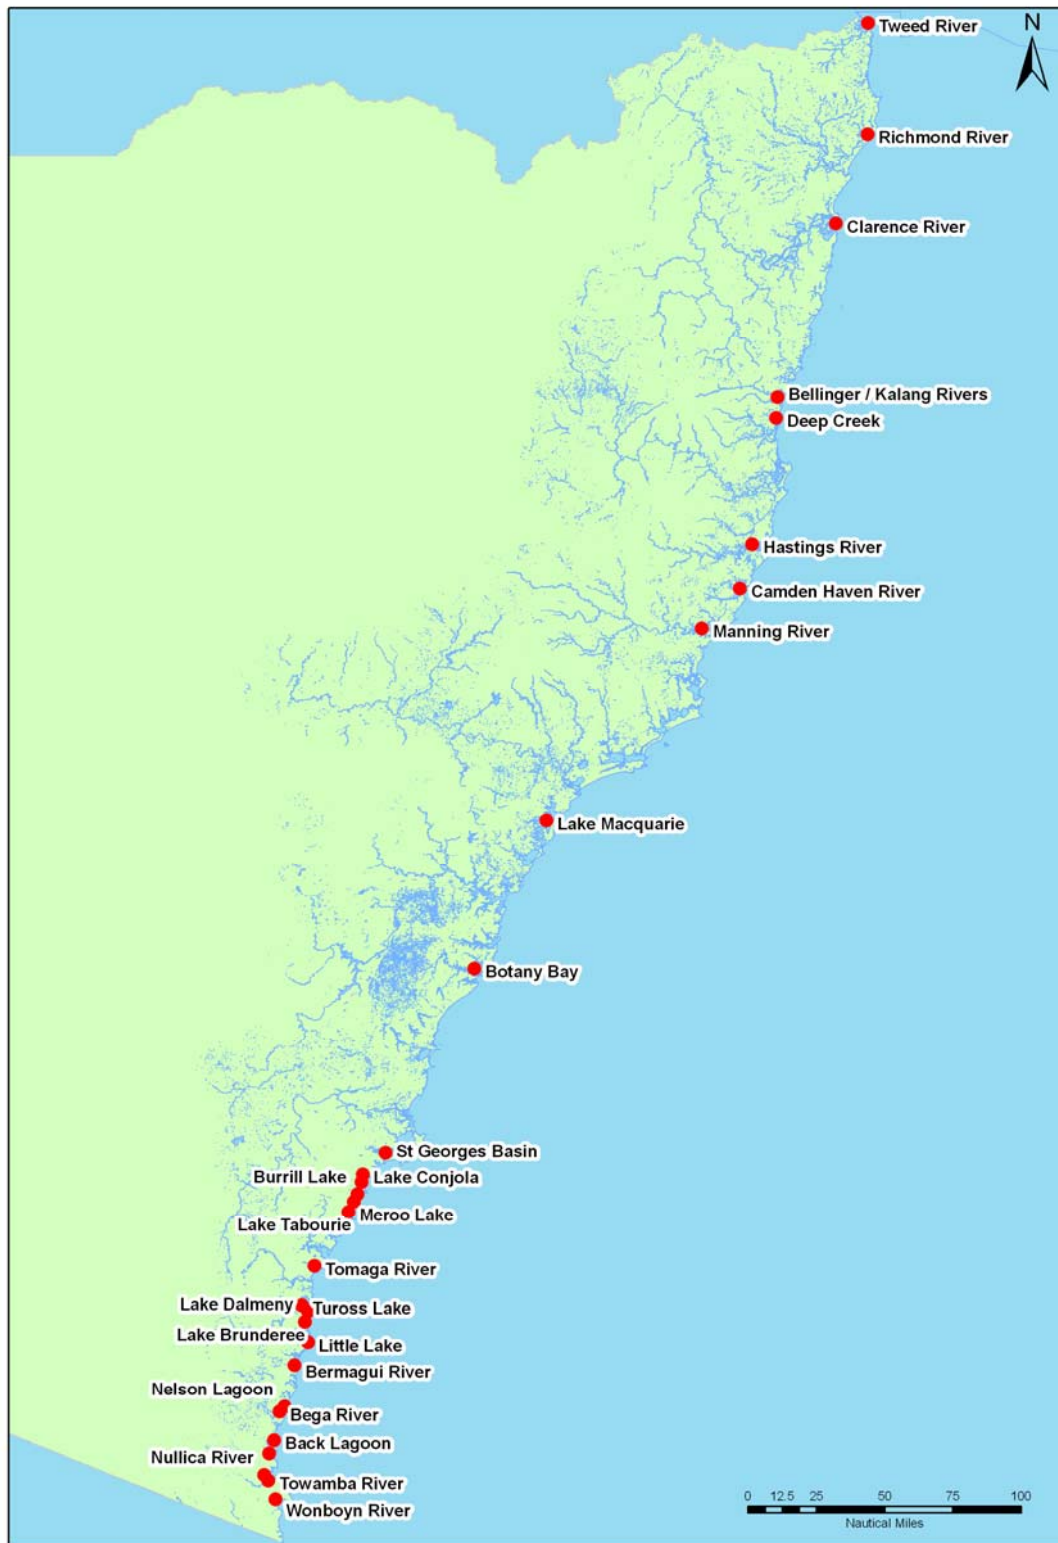 N
Tweed River
Richmond River
Clarence River
Bellinger / Kalang Rivers
Deep Creek
Hastings River
Camden Haven River
Manning River
Lake Macquarie
Botany Bay
St Georges Basin
Burrill Lake
Lake Conjola
Lake Tabourie
Meroo Lake
Tomaga River
Lake Dalmeny
Tuross Lake
Lake Brunderee
Little Lake
Bermagui River
Nelson Lagoon
Bega River
Back Lagoon
Nullica River
Towamba River
Wonboyn River
0 12.5 25 50 75 100
Nautical Miles